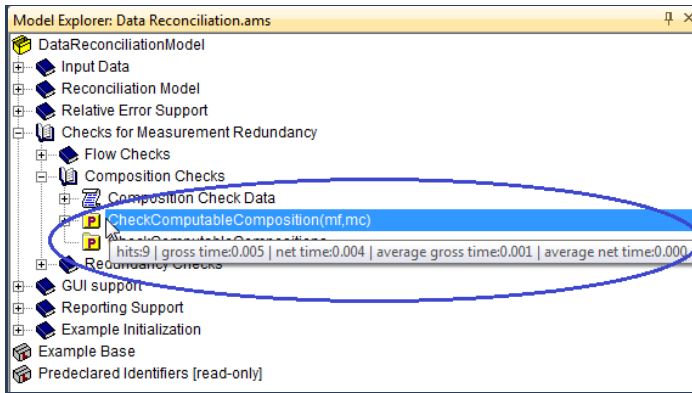 Model Explorer: Data Reconciliation.ams
DataReconciliationModel
Input Data
Reconciliation Model
Relative Error Support
Checks for Measurement Redundancy
Flow Checks
Composition Checks
Composition Check Data
P CheckComputableComposition(mf,mc)
P CheckComputableCompositions
hits:9 | gross time:0.005 | net time:0.004 | average gross time:0.001 | average net time:0.000
Redundancy Checks
GUI support
Reporting Support
Example Initialization
Example Base
Predeclared Identifiers [read-only]